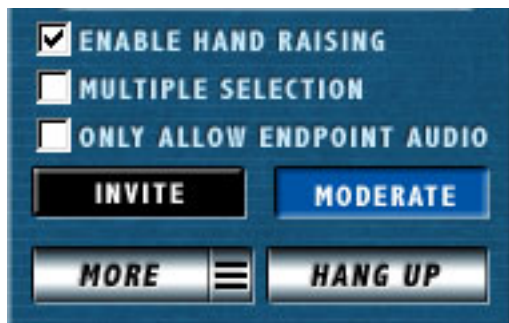 ENABLE HAND RAISING
MULTIPLE SELECTION
ONLY ALLOW ENDPOINT AUDIO
INVITE MODERATE
MORE HANG UP